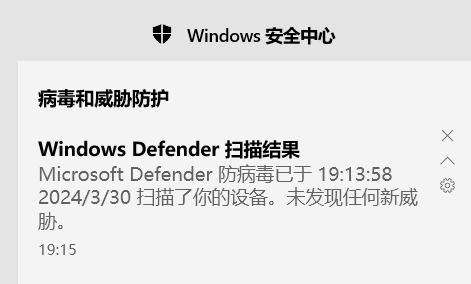 Windows 安全中心
病毒和威胁防护
Windows Defender 扫描结果
Microsoft Defender 防病毒已于 19:13:58
2024/3/30 扫描了你的设备。未发现任何新威
胁。
19:15